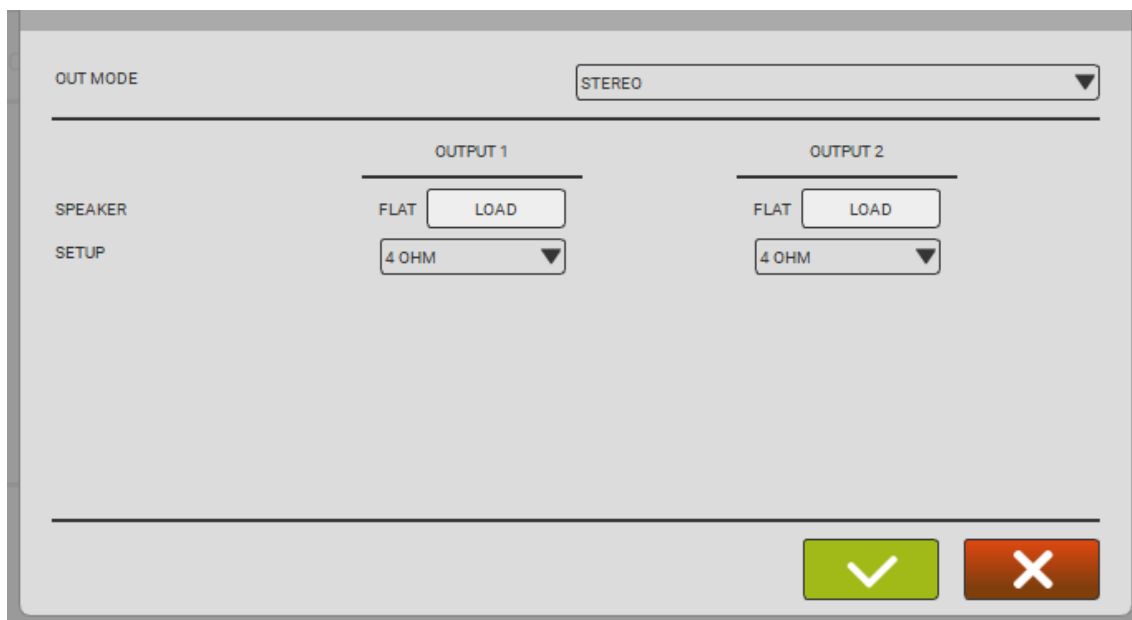 OUT MODE STEREO
OUTPUT 1 OUTPUT 2
SPEAKER FLAT LOAD FLAT LOAD
SETUP 4 OHM 4 OHM